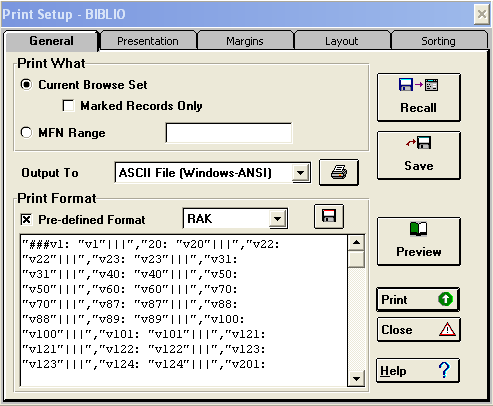 Print Setup - BIBLIO
General Presentation Margins Layout Sorting
Print What
Current Browse Set
Marked Records Only
MFN Range
Recall
Save
Output To ASCII File (Windows-ANSI)
Print Format
Pre-defined Format RAK
"###v1: "v1"|||","20: "v20"|||","v22:
"v22"|||","v23: "v23"|||","v31:
"v31"|||","v40: "v40"|||","v50:
"v50"|||","v60: "v60"|||","v70:
"v70"|||","v87: "v87"|||","v88:
"v88"|||","v89: "v89"|||","v100:
"v100"|||","v101: "v101"|||","v121:
"v121"|||","v122: "v122"|||","v123:
"v123"|||","v124: "v124"|||","v201:
Preview
Print
Close
Help